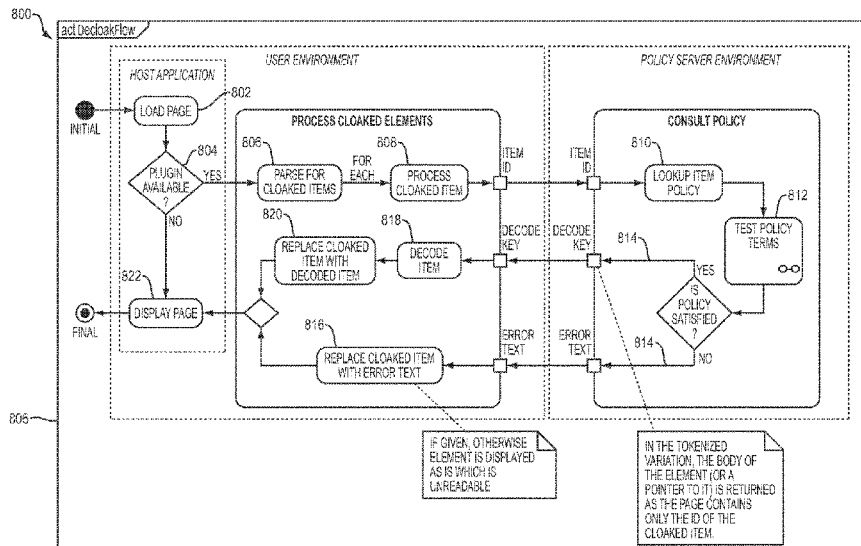 800
act DecloakFlow
USER ENVIRONMENT
POLICY SERVER ENVIRONMENT
HOST APPLICATION
802
LOAD PAGE
INITIAL
804
PLUGIN
AVAILABLE
?
YES
NO
PROCESS CLOAKED ELEMENTS
806
PARSE FOR
CLOAKED ITEMS
FOR
EACH
808
PROCESS
CLOAKED ITEM
ITEM
ID
ITEM
ID
CONSULT POLICY
810
LOOKUP ITEM
POLICY
812
TEST POLICY
TERMS
820
REPLACE CLOAKED
ITEM WITH
DECODED ITEM
818
DECODE
ITEM
DECODE
KEY
DECODE
KEY
814
YES
IS
POLICY
SATISFIED
?
NO
822
DISPLAY PAGE
FINAL
816
REPLACE CLOAKED ITEM
WITH ERROR TEXT
ERROR
TEXT
ERROR
TEXT
814
806
IF GIVEN, OTHERWISE
ELEMENT IS DISPLAYED
AS IS WHICH IS
UNREADABLE
IN THE TOKENIZED
VARIATION, THE BODY OF
THE ELEMENT (OR A
POINTER TO IT) IS RETURNED
AS THE PAGE CONTAINS
ONLY THE ID OF THE
CLOAKED ITEM.